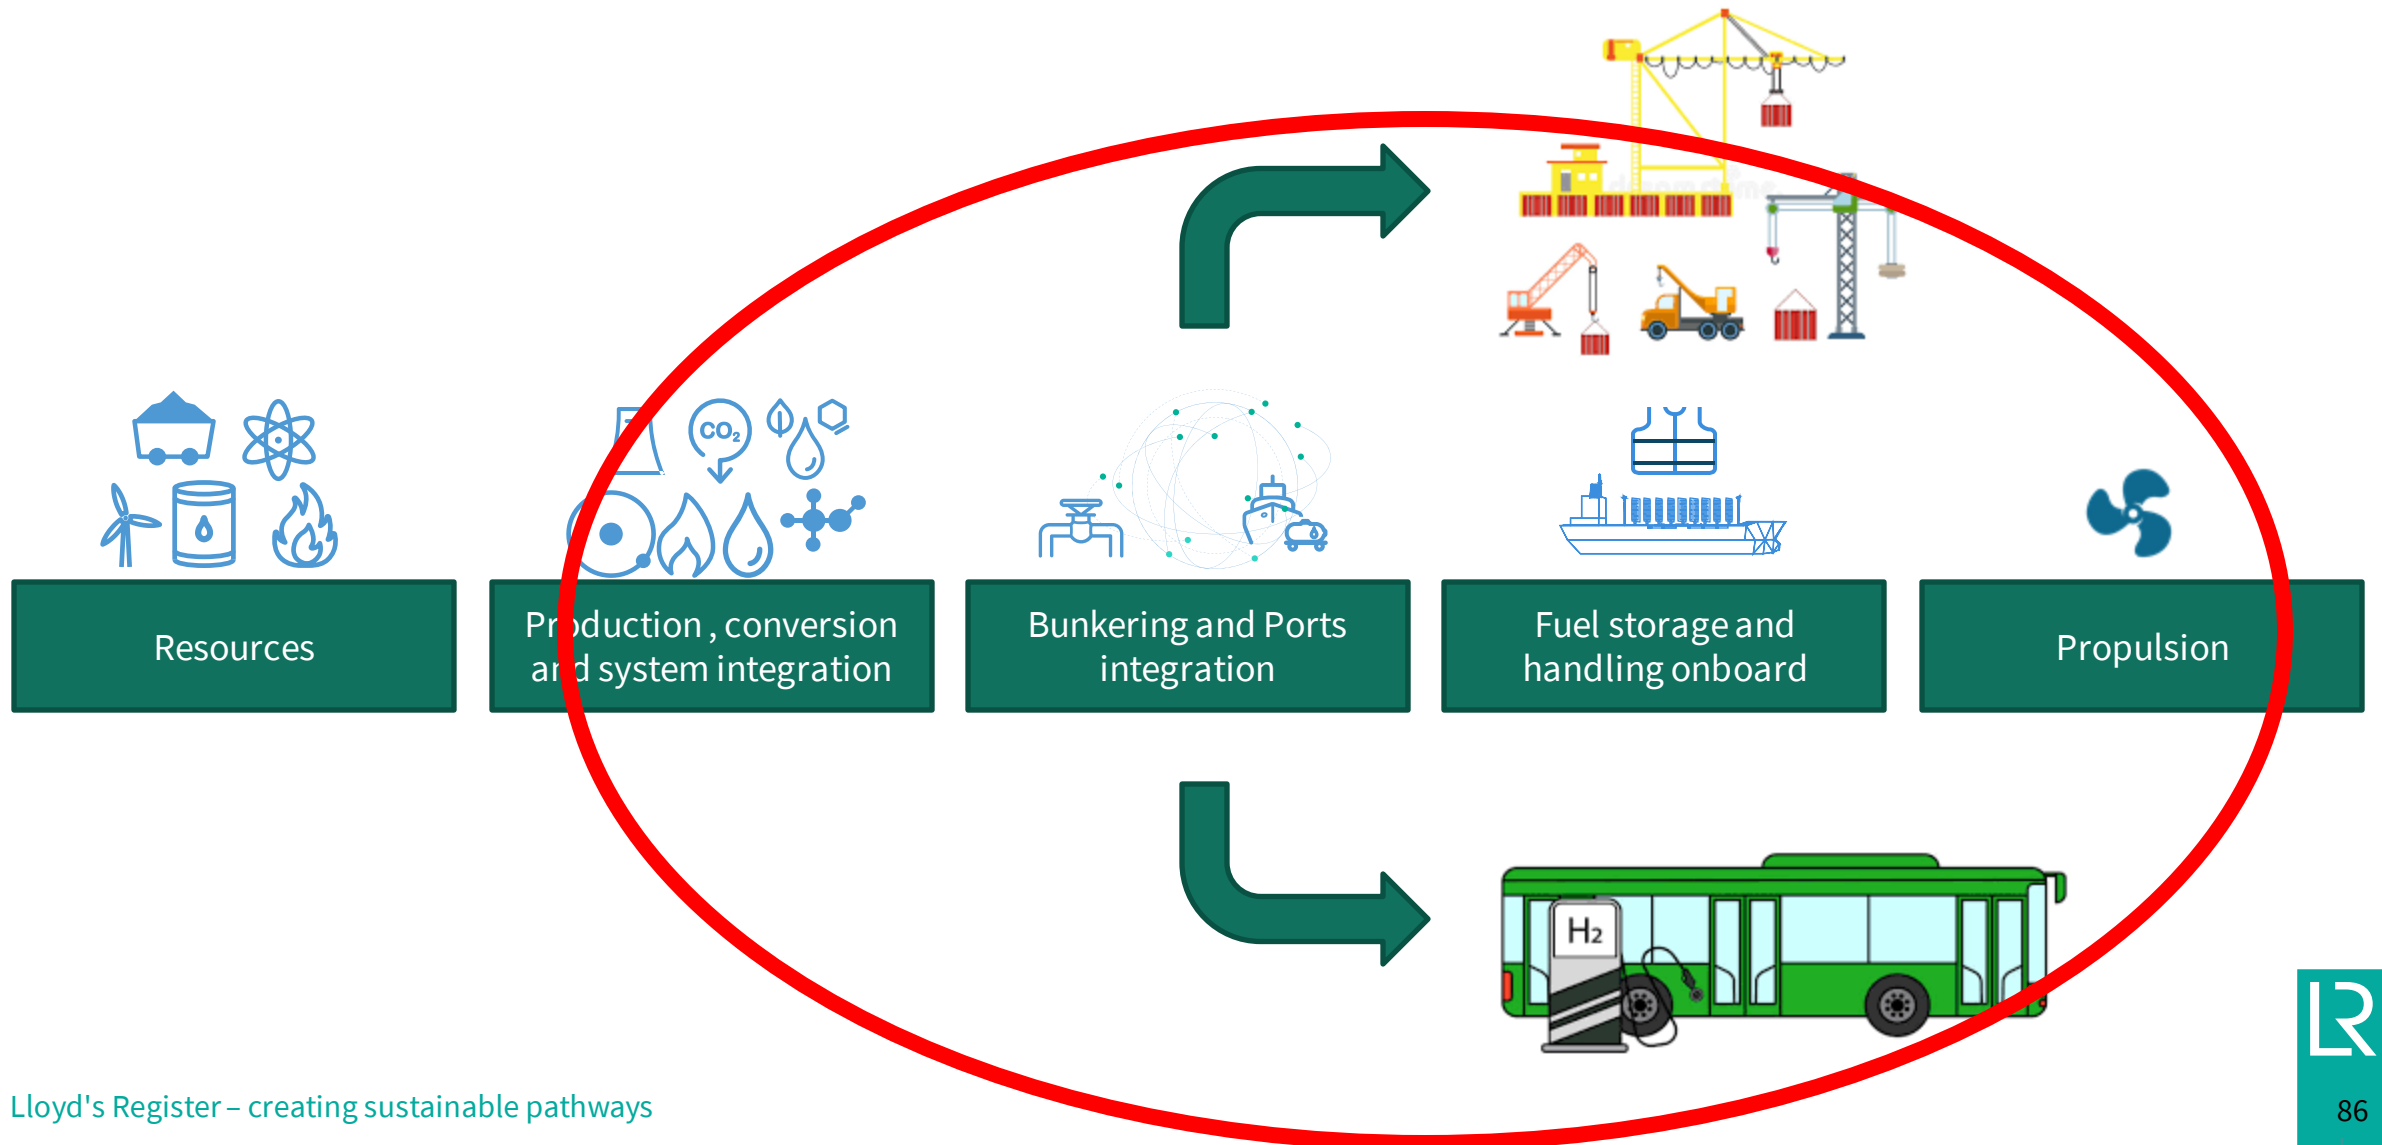 CO₂
Resources
Production , conversion
and system integration
Bunkering and Ports
integration
Fuel storage and
handling onboard
Propulsion
H₂
Lloyd's Register – creating sustainable pathways
LR
86